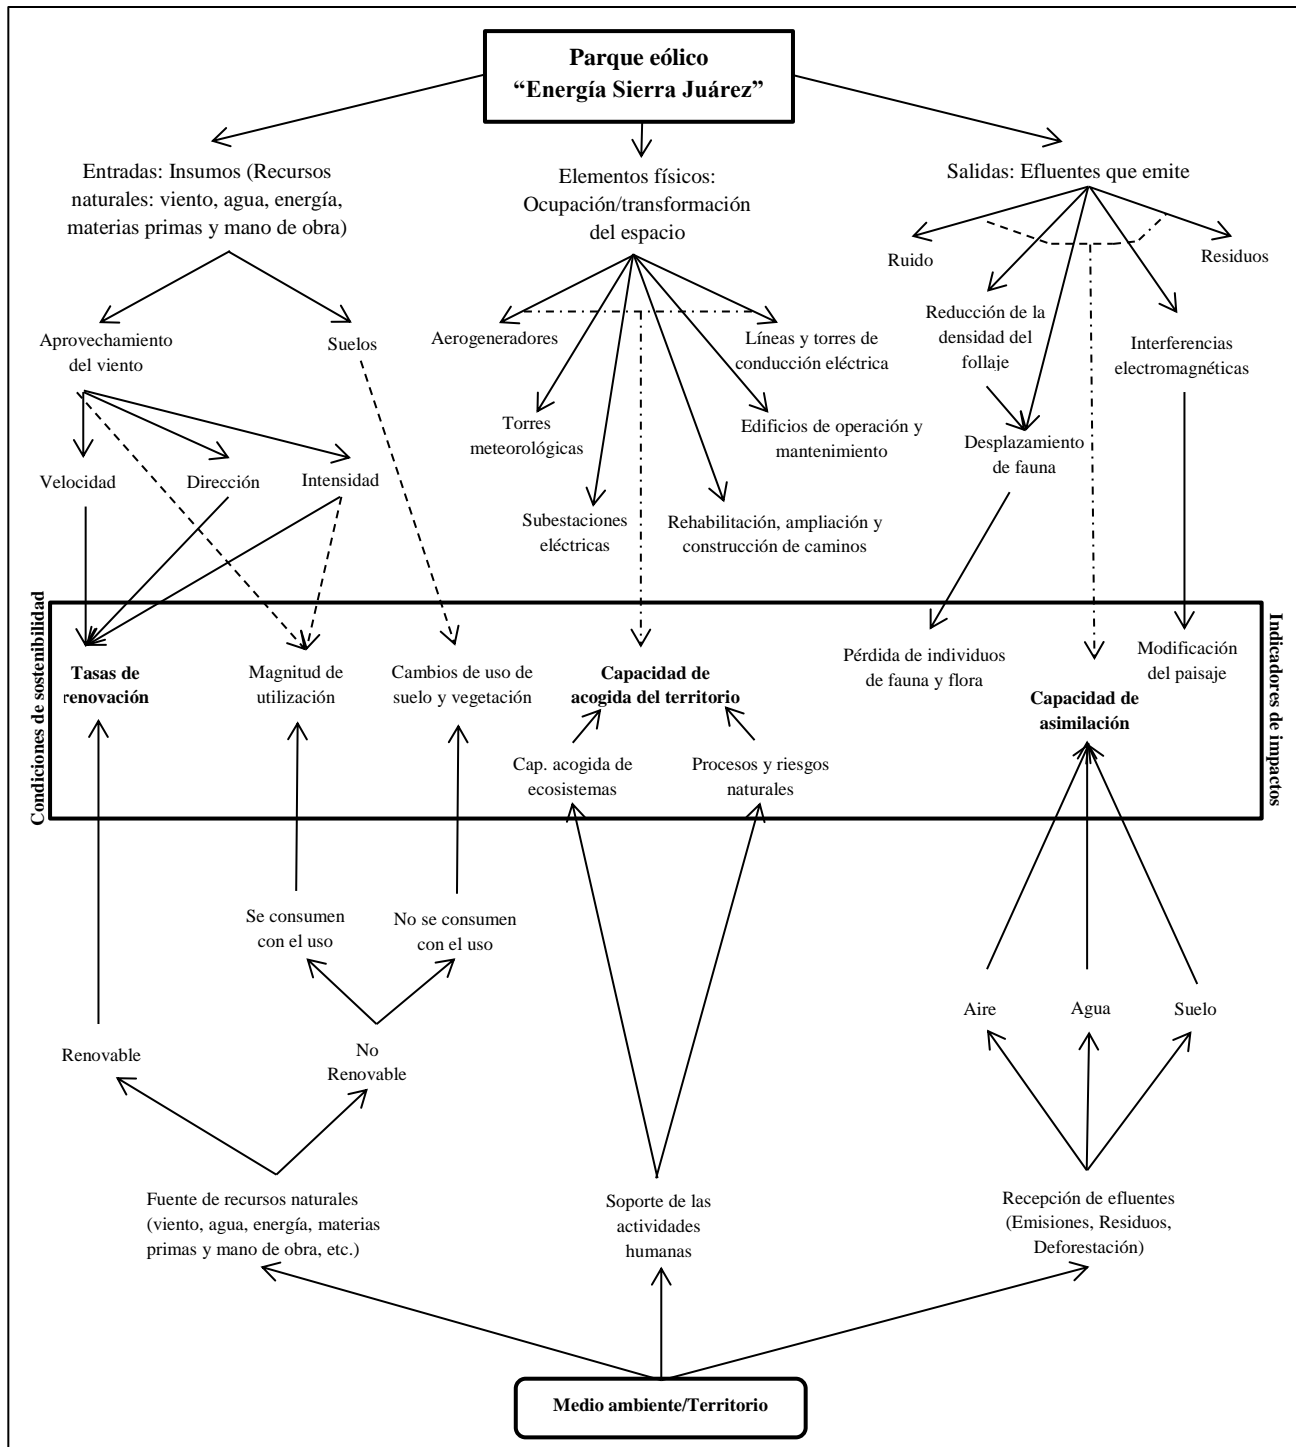 Parque eólico
“Energía Sierra Juárez”
Entradas: Insumos (Recursos
naturales: viento, agua, energía,
materias primas y mano de obra)
Elementos físicos:
Ocupación/transformación
del espacio
Salidas: Efluentes que emite
Ruido
Residuos
Aprovechamiento
del viento
Suelos
Aerogeneradores
Líneas y torres de
conducción eléctrica
Reducción de la
densidad del
follaje
Interferencias
electromagnéticas
Torres
meteorológicas
Edificios de operación y
mantenimiento
Desplazamiento
de fauna
Velocidad
Dirección
Intensidad
Subestaciones
eléctricas
Rehabilitación, ampliación y
construcción de caminos
Condiciones de sostenibilidad
Indicadores de impactos
Tasas de
renovación
Magnitud de
utilización
Cambios de uso de
suelo y vegetación
Capacidad de
acogida del territorio
Pérdida de individuos
de fauna y flora
Capacidad de
asimilación
Modificación
del paisaje
Cap. acogida de
ecosistemas
Procesos y riesgos
naturales
Se consumen
con el uso
No se consumen
con el uso
Aire
Agua
Suelo
Renovable
No
Renovable
Fuente de recursos naturales
(viento, agua, energía, materias
primas y mano de obra, etc.)
Soporte de las
actividades
humanas
Recepción de efluentes
(Emisiones, Residuos,
Deforestación)
Medio ambiente/Territorio